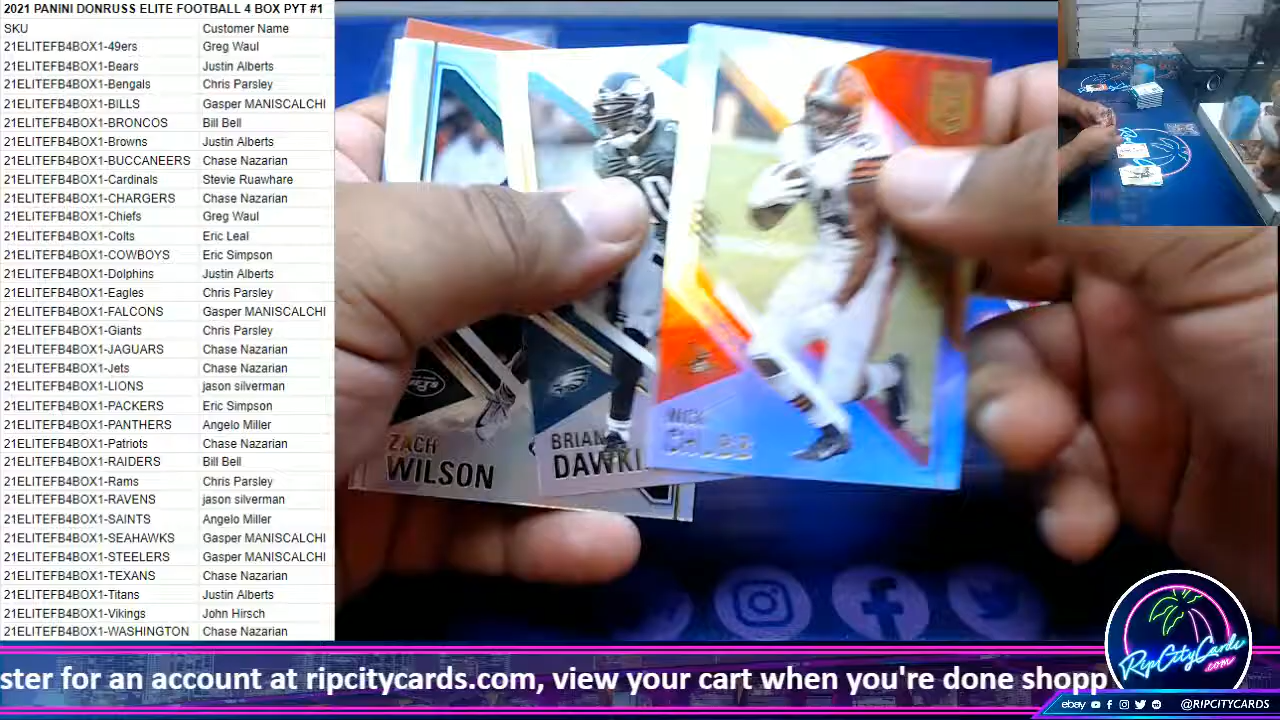 2021 PANINI DONRUSS ELITE FOOTBALL 4 BOX PYT #1
SKU Customer Name
21ELITEFB4BOX1-49ers Greg Waul
21ELITEFB4BOX1-Bears Justin Alberts
21ELITEFB4BOX1-Bengals Chris Parsley
21ELITEFB4BOX1-BILLS Gasper MANISCALCHI
21ELITEFB4BOX1-BRONCOS Bill Bell
21ELITEFB4BOX1-Browns Justin Alberts
21ELITEFB4BOX1-BUCCANEERS Chase Nazarian
21ELITEFB4BOX1-Cardinals Stevie Ruawhare
21ELITEFB4BOX1-CHARGERS Chase Nazarian
21ELITEFB4BOX1-Chiefs Greg Waul
21ELITEFB4BOX1-Colts Eric Leal
21ELITEFB4BOX1-COWBOYS Eric Simpson
21ELITEFB4BOX1-Dolphins Justin Alberts
21ELITEFB4BOX1-Eagles Chris Parsley
21ELITEFB4BOX1-FALCONS Gasper MANISCALCHI
21ELITEFB4BOX1-Giants Chris Parsley
21ELITEFB4BOX1-JAGUARS Chase Nazarian
21ELITEFB4BOX1-Jets Chase Nazarian
21ELITEFB4BOX1-LIONS jason silverman
21ELITEFB4BOX1-PACKERS Eric Simpson
21ELITEFB4BOX1-PANTHERS Angelo Miller
21ELITEFB4BOX1-Patriots Chase Nazarian
21ELITEFB4BOX1-RAIDERS Bill Bell
21ELITEFB4BOX1-Rams Chris Parsley
21ELITEFB4BOX1-RAVENS jason silverman
21ELITEFB4BOX1-SAINTS Angelo Miller
21ELITEFB4BOX1-SEAHAWKS Gasper MANISCALCHI
21ELITEFB4BOX1-STEELERS Gasper MANISCALCHI
21ELITEFB4BOX1-TEXANS Chase Nazarian
21ELITEFB4BOX1-Titans Justin Alberts
21ELITEFB4BOX1-Vikings John Hirsch
21ELITEFB4BOX1-WASHINGTON Chase Nazarian
ZACH
WILSON
BRIAN
DAWKI
NICK
CHUBB
RipCityCards
.com
ster for an account at ripcitycards.com, view your cart when you're done shopp
ebay @RIPCITYCARDS